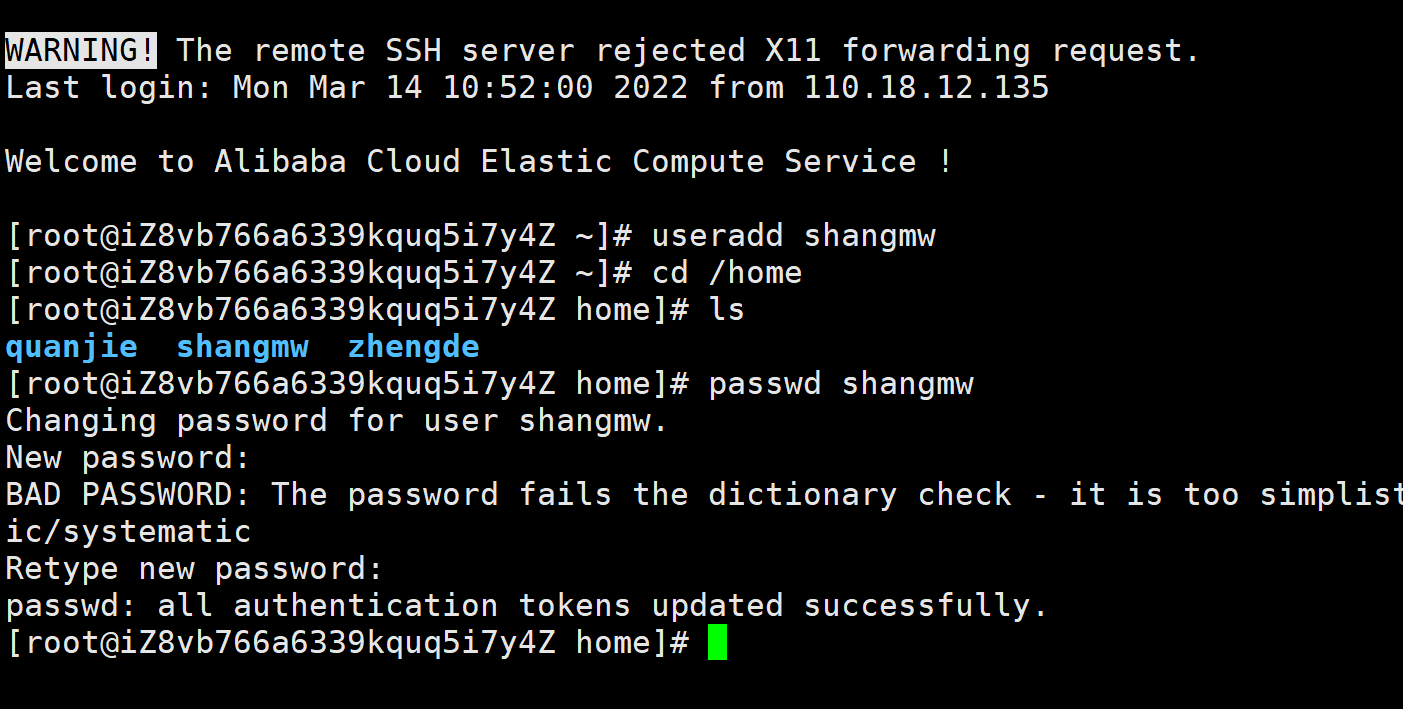 WARNING! The remote SSH server rejected X11 forwarding request.
Last login: Mon Mar 14 10:52:00 2022 from 110.18.12.135
Welcome to Alibaba Cloud Elastic Compute Service !
[root@iZ8vb766a6339kquq5i7y4Z ~]# useradd shangmw
[root@iZ8vb766a6339kquq5i7y4Z ~]# cd /home
[root@iZ8vb766a6339kquq5i7y4Z home]# ls
quanjie  shangmw  zhengde
[root@iZ8vb766a6339kquq5i7y4Z home]# passwd shangmw
Changing password for user shangmw.
New password:
BAD PASSWORD: The password fails the dictionary check - it is too simplist
ic/systematic
Retype new password:
passwd: all authentication tokens updated successfully.
[root@iZ8vb766a6339kquq5i7y4Z home]#